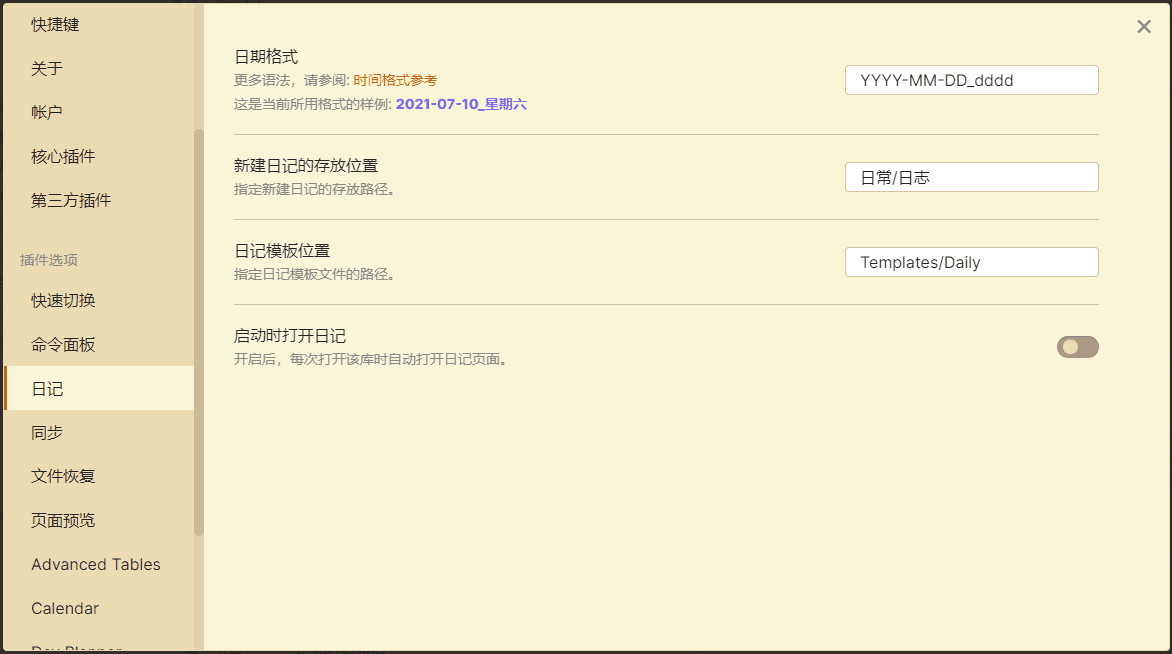 快捷键
关于
帐户
核心插件
第三方插件
插件选项
快速切换
命令面板
日记
同步
文件恢复
页面预览
Advanced Tables
Calendar
Day Planner
日期格式
更多语法，请参阅: 时间格式参考
这是当前所用格式的样例: 2021-07-10_星期六
YYYY-MM-DD_dddd
新建日记的存放位置
指定新建日记的存放路径。
日常/日志
日记模板位置
指定日记模板文件的路径。
Templates/Daily
启动时打开日记
开启后，每次打开该库时自动打开日记页面。